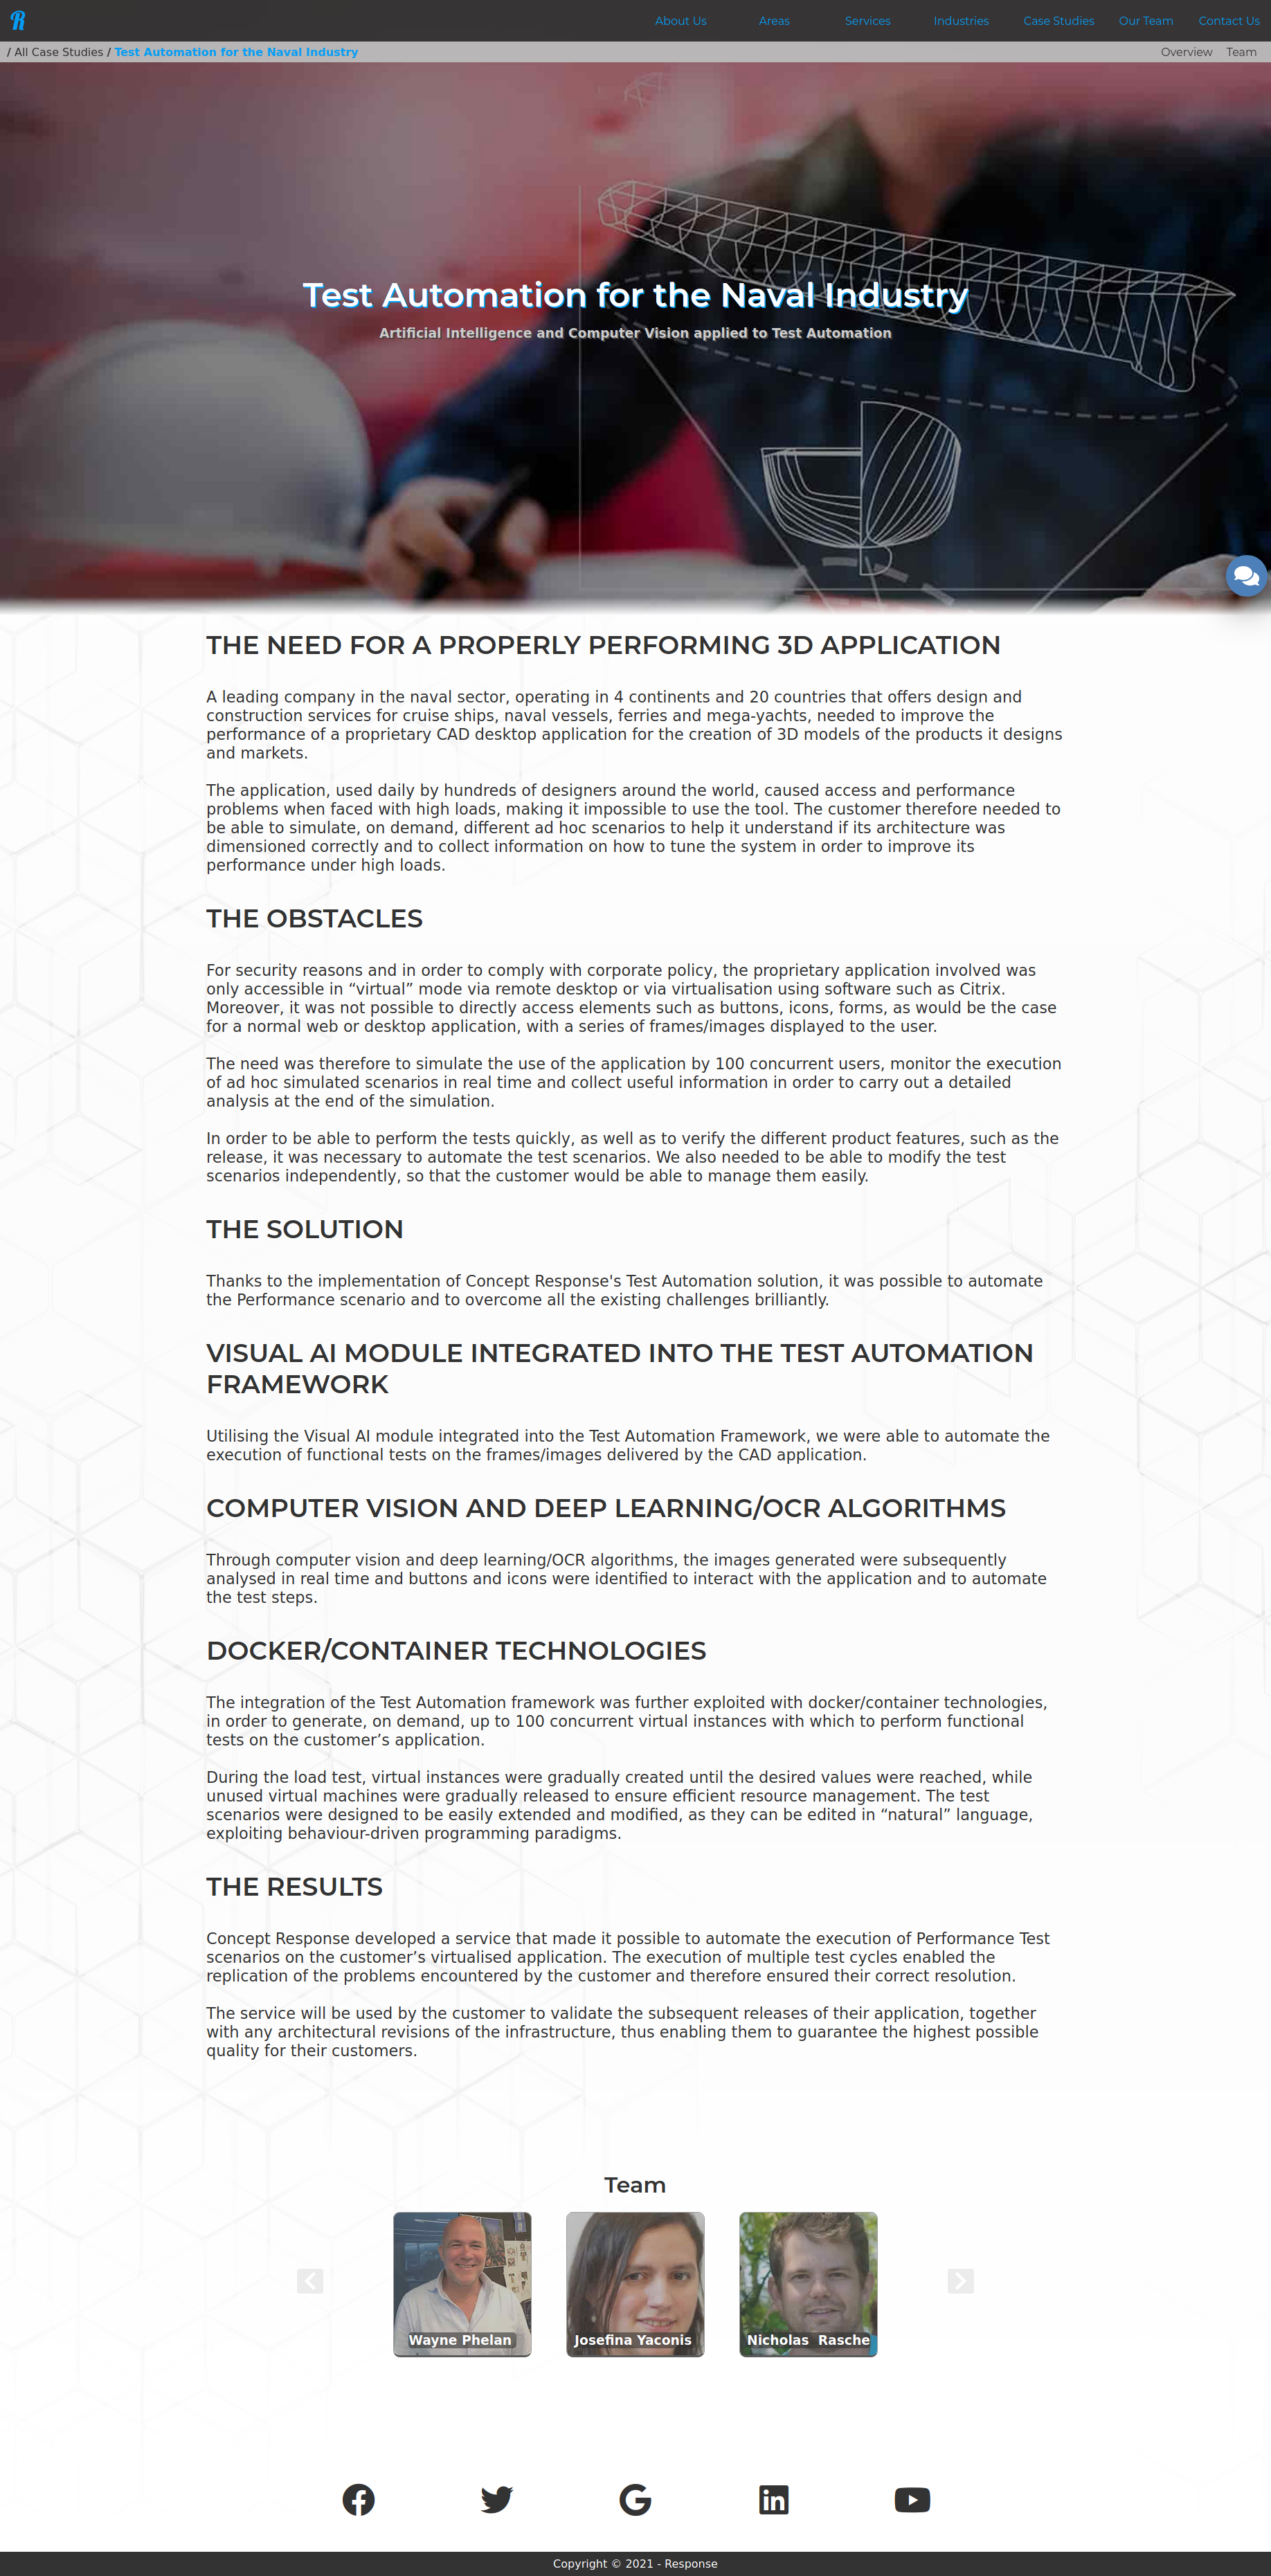 R
About Us
Areas
Services
Industries
Case Studies
Our Team
Contact Us
/ All Case Studies / Test Automation for the Naval Industry
Overview
Team
Test Automation for the Naval Industry
Artificial Intelligence and Computer Vision applied to Test Automation
THE NEED FOR A PROPERLY PERFORMING 3D APPLICATION
A leading company in the naval sector, operating in 4 continents and 20 countries that offers design and
construction services for cruise ships, naval vessels, ferries and mega-yachts, needed to improve the
performance of a proprietary CAD desktop application for the creation of 3D models of the products it designs
and markets.
The application, used daily by hundreds of designers around the world, caused access and performance
problems when faced with high loads, making it impossible to use the tool. The customer therefore needed to
be able to simulate, on demand, different ad hoc scenarios to help it understand if its architecture was
dimensioned correctly and to collect information on how to tune the system in order to improve its
performance under high loads.
THE OBSTACLES
For security reasons and in order to comply with corporate policy, the proprietary application involved was
only accessible in “virtual” mode via remote desktop or via virtualisation using software such as Citrix.
Moreover, it was not possible to directly access elements such as buttons, icons, forms, as would be the case
for a normal web or desktop application, with a series of frames/images displayed to the user.
The need was therefore to simulate the use of the application by 100 concurrent users, monitor the execution
of ad hoc simulated scenarios in real time and collect useful information in order to carry out a detailed
analysis at the end of the simulation.
In order to be able to perform the tests quickly, as well as to verify the different product features, such as the
release, it was necessary to automate the test scenarios. We also needed to be able to modify the test
scenarios independently, so that the customer would be able to manage them easily.
THE SOLUTION
Thanks to the implementation of Concept Response's Test Automation solution, it was possible to automate
the Performance scenario and to overcome all the existing challenges brilliantly.
VISUAL AI MODULE INTEGRATED INTO THE TEST AUTOMATION
FRAMEWORK
Utilising the Visual AI module integrated into the Test Automation Framework, we were able to automate the
execution of functional tests on the frames/images delivered by the CAD application.
COMPUTER VISION AND DEEP LEARNING/OCR ALGORITHMS
Through computer vision and deep learning/OCR algorithms, the images generated were subsequently
analysed in real time and buttons and icons were identified to interact with the application and to automate
the test steps.
DOCKER/CONTAINER TECHNOLOGIES
The integration of the Test Automation framework was further exploited with docker/container technologies,
in order to generate, on demand, up to 100 concurrent virtual instances with which to perform functional
tests on the customer’s application.
During the load test, virtual instances were gradually created until the desired values were reached, while
unused virtual machines were gradually released to ensure efficient resource management. The test
scenarios were designed to be easily extended and modified, as they can be edited in “natural” language,
exploiting behaviour-driven programming paradigms.
THE RESULTS
Concept Response developed a service that made it possible to automate the execution of Performance Test
scenarios on the customer’s virtualised application. The execution of multiple test cycles enabled the
replication of the problems encountered by the customer and therefore ensured their correct resolution.
The service will be used by the customer to validate the subsequent releases of their application, together
with any architectural revisions of the infrastructure, thus enabling them to guarantee the highest possible
quality for their customers.
Team
Wayne Phelan
Josefina Yaconis
Nicholas  Rasche
Copyright © 2021 - Response